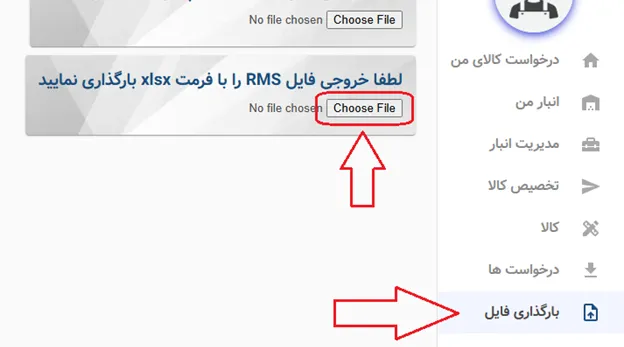 Choose File No file chosen
لطفا خروجی فایل RMS را با فرمت xlsx بارگذاری نمایید
Choose File No file chosen
درخواست کالای من
انبار من
مدیریت انبار
تخصیص کالا
کالا
درخواست ها
بارگذاری فایل